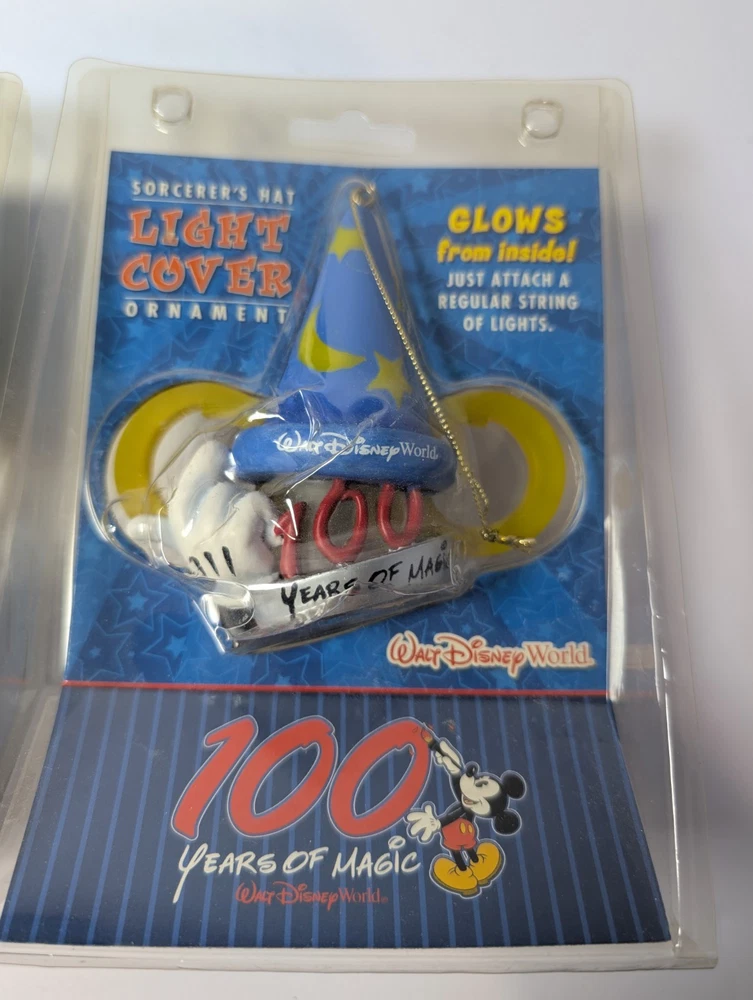 SORCERER'S HAT
LIGHT
COVER
ORNAMENT
GLOWS
from inside!
JUST ATTACH A
REGULAR STRING
OF LIGHTS.
WALT DISNEY World
100
YEARS OF MAGIC
WALT DISNEY World.
100
YEARS OF MAGIC
WALT DISNEY World®